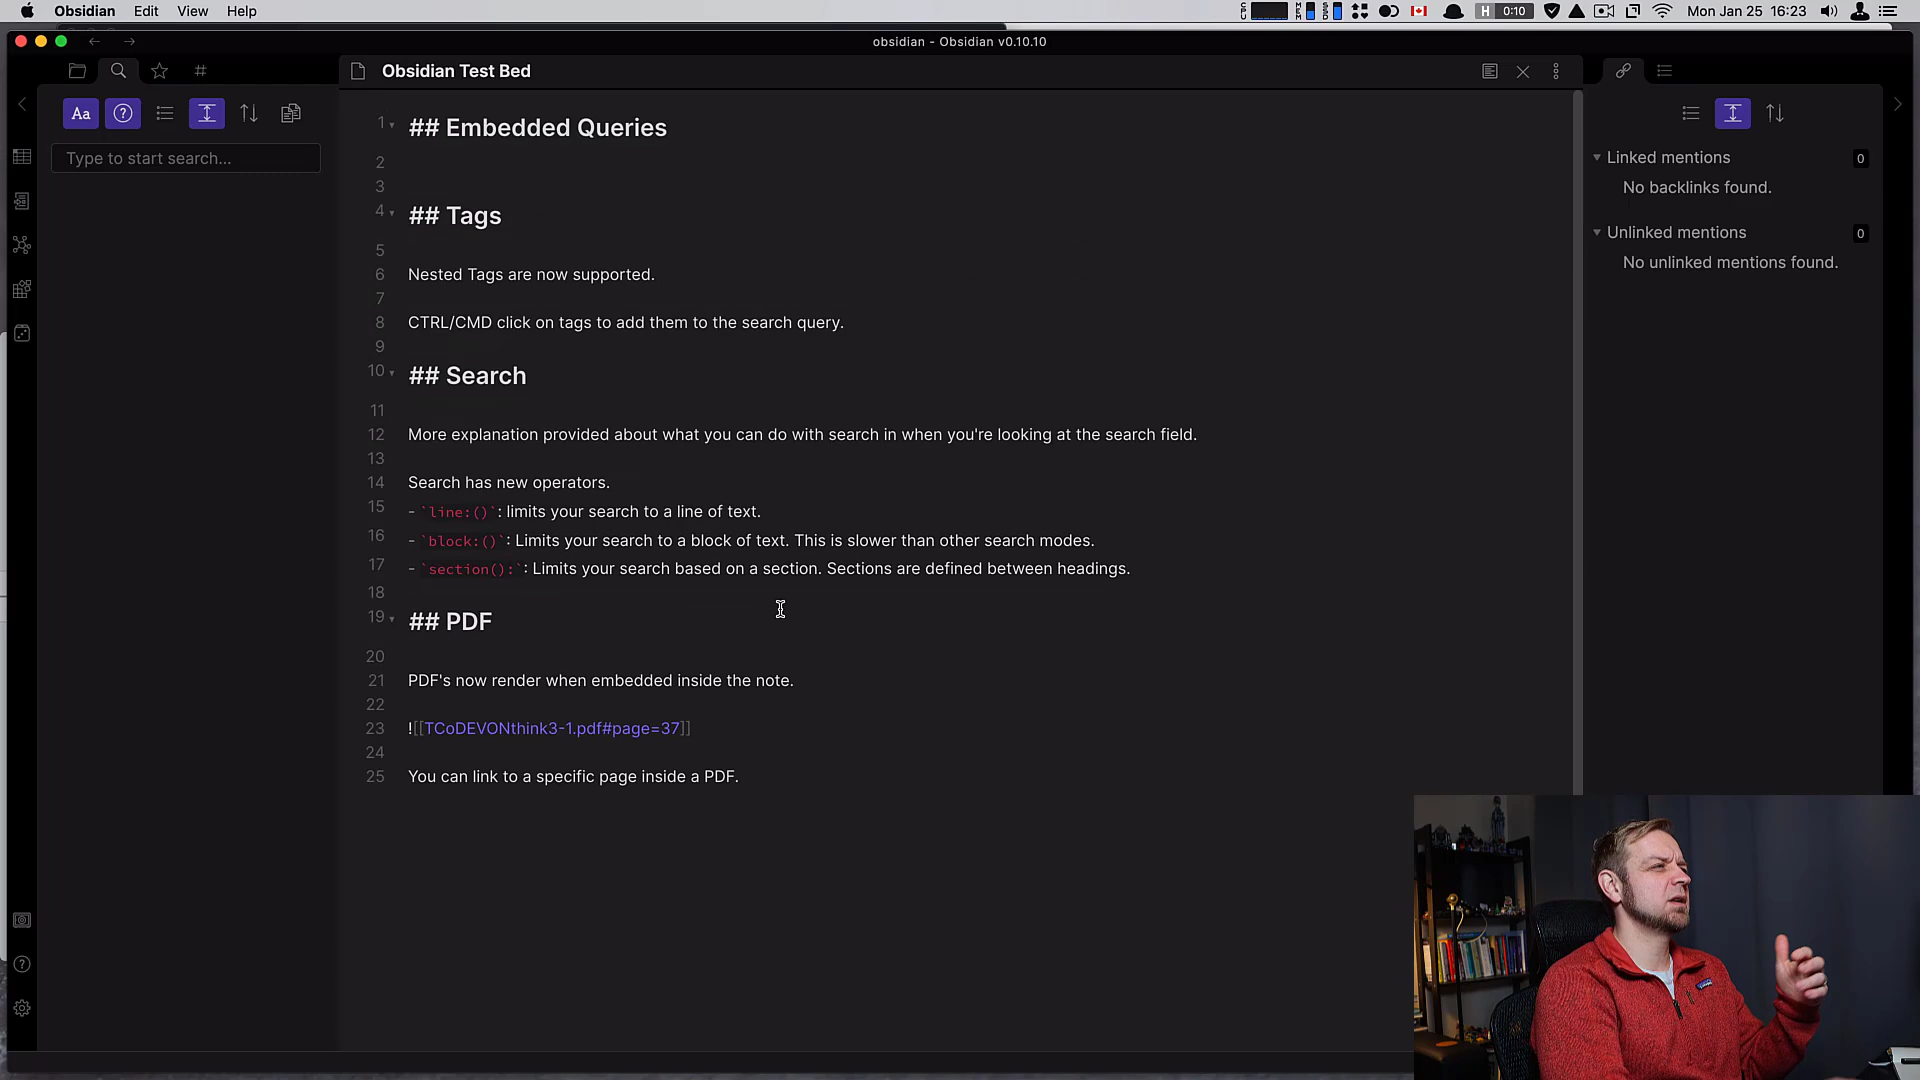 Obsidian Edit View Help
H 0:10 Mon Jan 25 16:23
obsidian - Obsidian v0.10.10
Obsidian Test Bed
Aa
Type to start search...
1 ## Embedded Queries
2
3
4 ## Tags
5
6 Nested Tags are now supported.
7
8 CTRL/CMD click on tags to add them to the search query.
9
10 ## Search
11
12 More explanation provided about what you can do with search in when you're looking at the search field.
13
14 Search has new operators.
15 - `line:()`: limits your search to a line of text.
16 - `block:()`: Limits your search to a block of text. This is slower than other search modes.
17 - `section():`: Limits your search based on a section. Sections are defined between headings.
18
19 ## PDF
20
21 PDF's now render when embedded inside the note.
22
23 ![[TCoDEVONthink3-1.pdf#page=37]]
24
25 You can link to a specific page inside a PDF.
Linked mentions 0
No backlinks found.
Unlinked mentions 0
No unlinked mentions found.